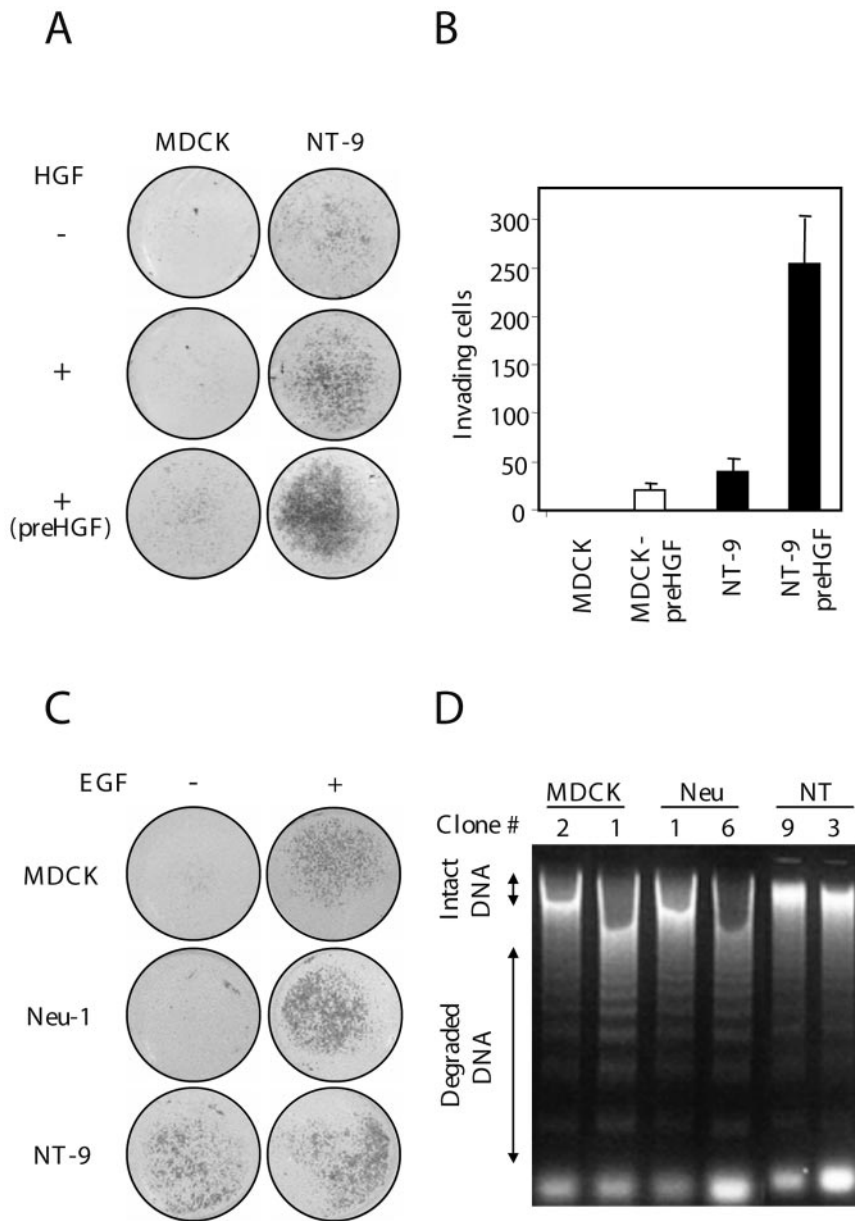 A
MDCK NT-9
HGF
-
+
+
(preHGF)
B
Invading cells
300
250
200
150
100
50
0
MDCK
MDCK-
preHGF
NT-9
NT-9
preHGF
C
EGF - +
MDCK
Neu-1
NT-9
D
MDCK Neu NT
Clone # 2 1 1 6 9 3
Intact
DNA
Degraded
DNA